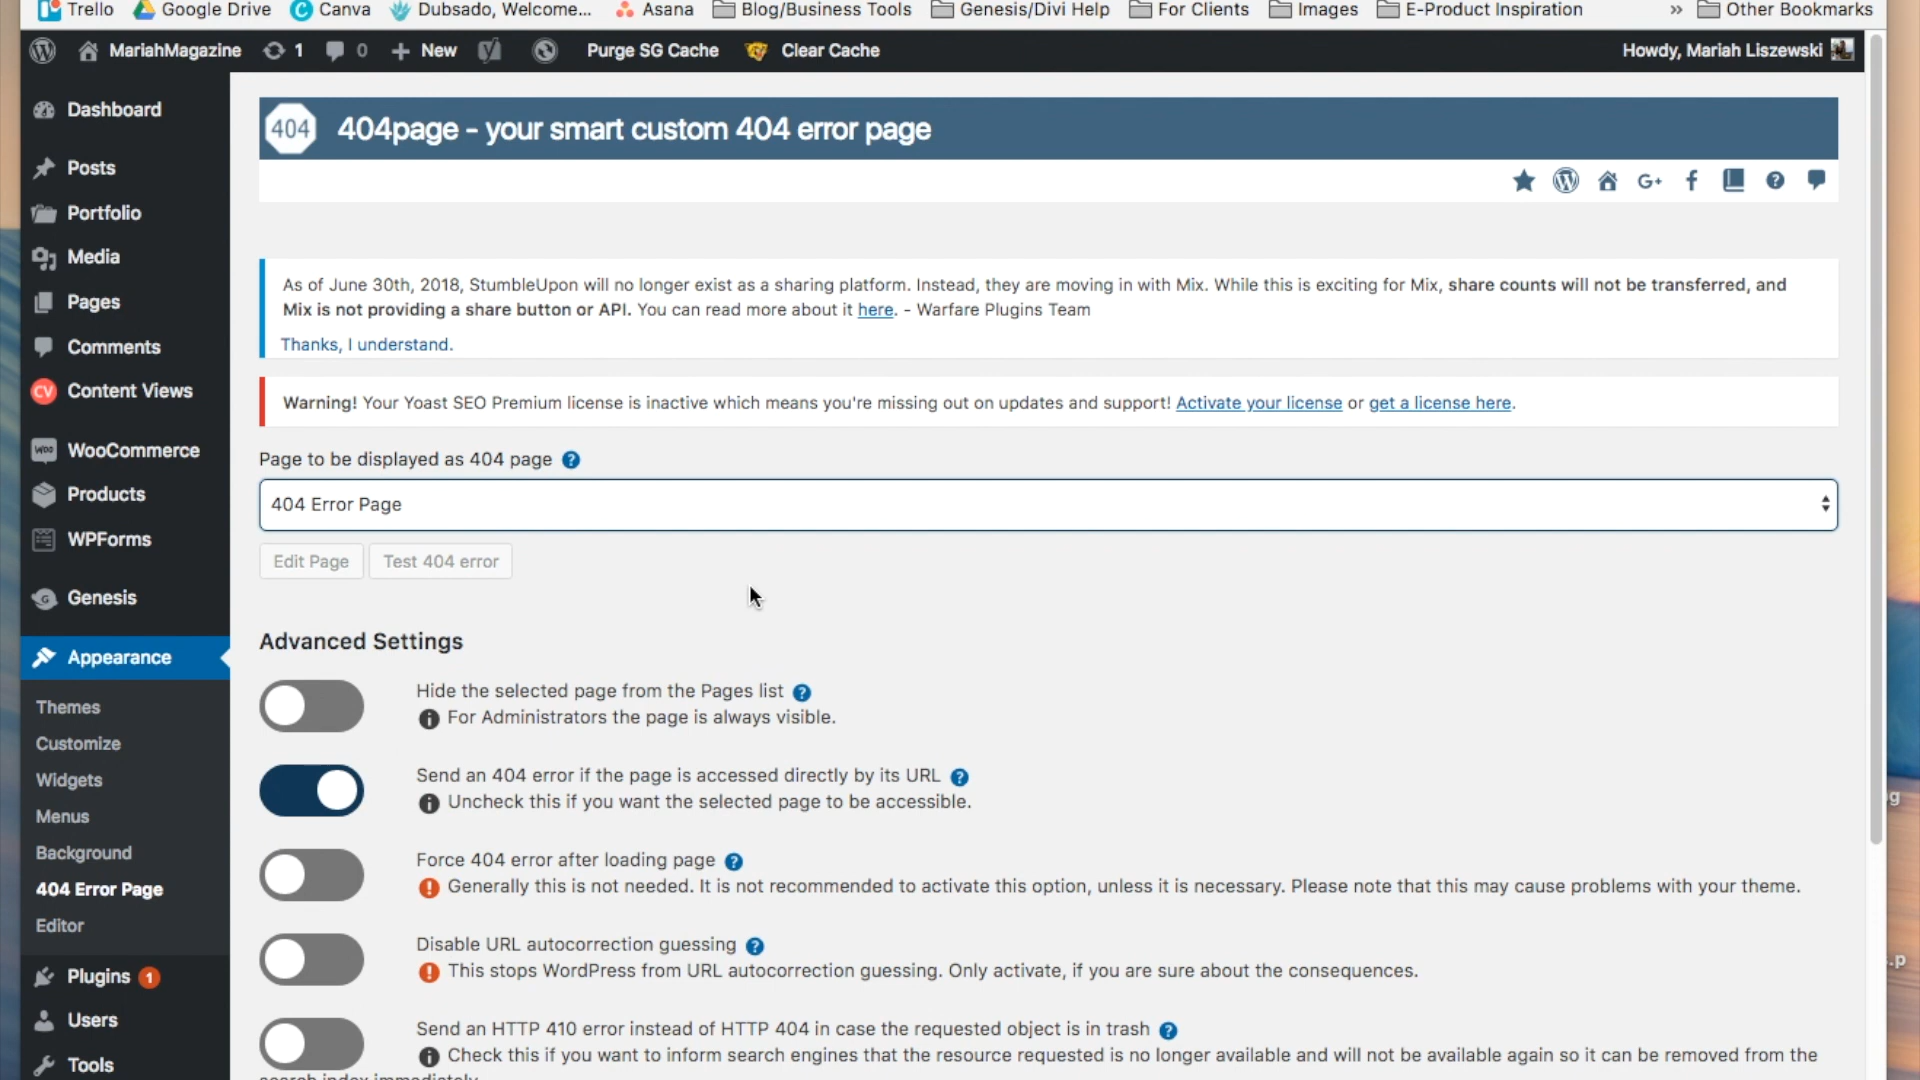 Trello Google Drive Canva Dubsado, Welcome... Asana Blog/Business Tools Genesis/Divi Help For Clients Images E-Product Inspiration » Other Bookmarks
MariahMagazine 1 0 New Purge SG Cache Clear Cache Howdy, Mariah Liszewski
Dashboard
Posts
Portfolio
Media
Pages
Comments
CV Content Views
Woo WooCommerce
Products
WPForms
G Genesis
Appearance
Themes
Customize
Widgets
Menus
Background
404 Error Page
Editor
Plugins 1
Users
Tools
404 404page - your smart custom 404 error page
G+ f ?
As of June 30th, 2018, StumbleUpon will no longer exist as a sharing platform. Instead, they are moving in with Mix. While this is exciting for Mix, share counts will not be transferred, and
Mix is not providing a share button or API. You can read more about it here. - Warfare Plugins Team
Thanks, I understand.
Warning! Your Yoast SEO Premium license is inactive which means you're missing out on updates and support! Activate your license or get a license here.
Page to be displayed as 404 page ?
404 Error Page
Edit Page Test 404 error
Advanced Settings
Hide the selected page from the Pages list ?
For Administrators the page is always visible.
Send an 404 error if the page is accessed directly by its URL ?
Uncheck this if you want the selected page to be accessible.
Force 404 error after loading page ?
Generally this is not needed. It is not recommended to activate this option, unless it is necessary. Please note that this may cause problems with your theme.
Disable URL autocorrection guessing ?
This stops WordPress from URL autocorrection guessing. Only activate, if you are sure about the consequences.
Send an HTTP 410 error instead of HTTP 404 in case the requested object is in trash ?
Check this if you want to inform search engines that the resource requested is no longer available and will not be available again so it can be removed from the
search index immediately